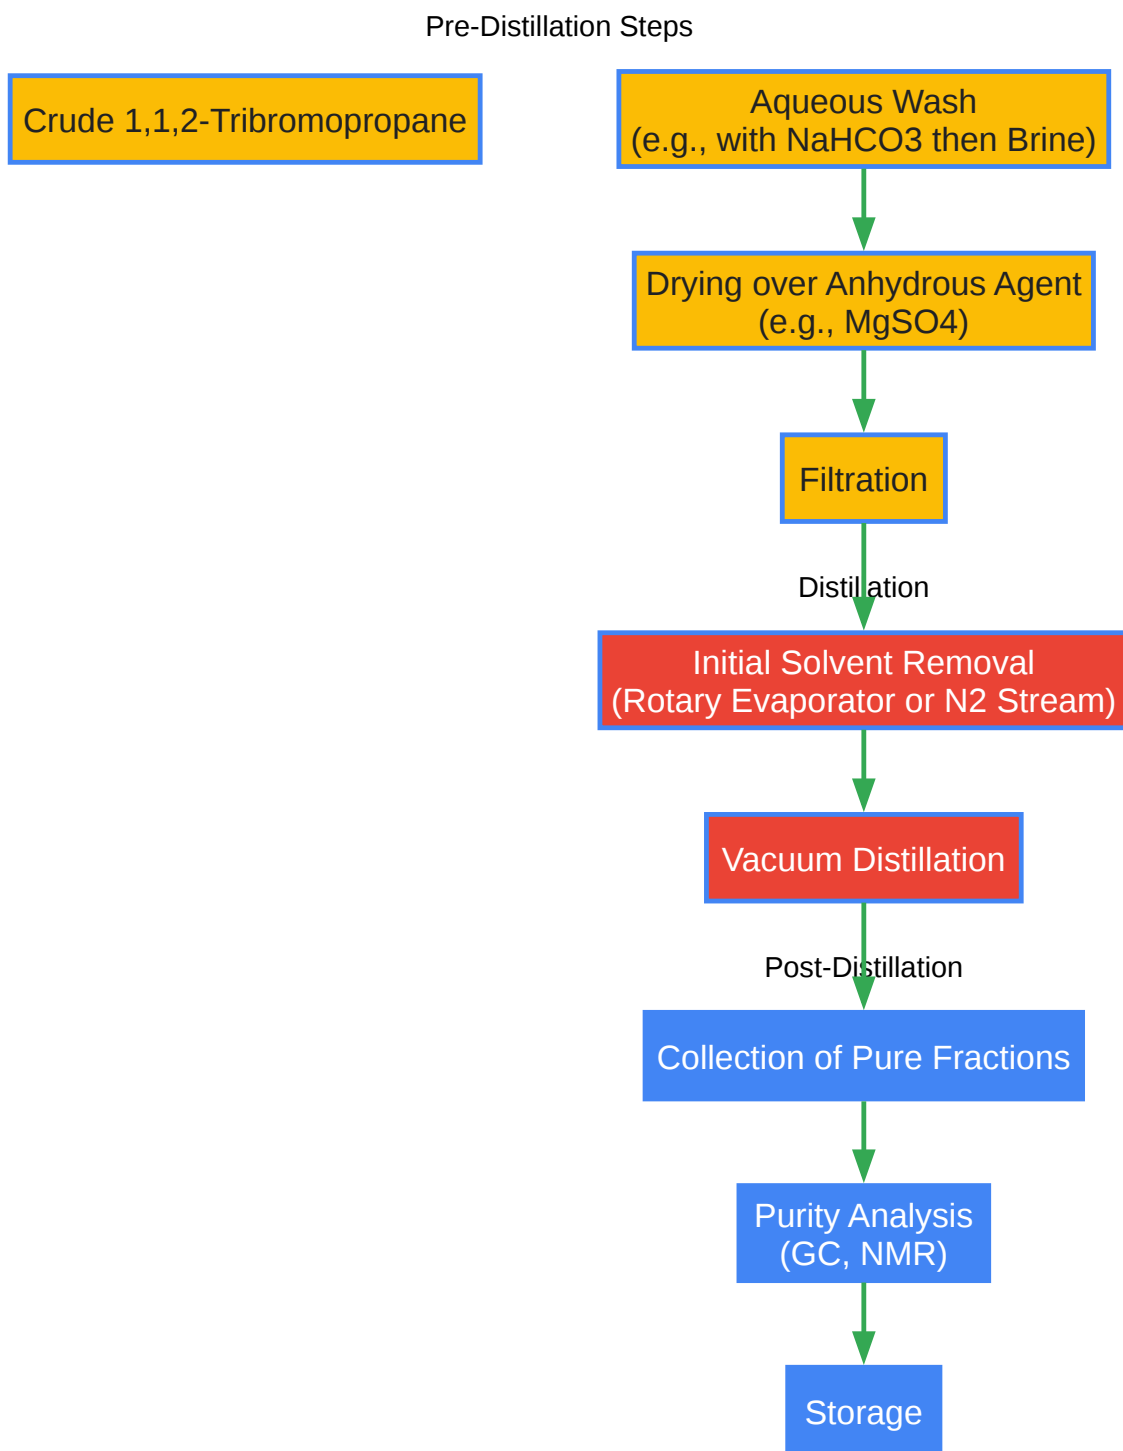 Pre-Distillation Steps
Crude 1,1,2-Tribromopropane
Aqueous Wash
(e.g., with NaHCO3 then Brine)
Drying over Anhydrous Agent
(e.g., MgSO4)
Filtration
Distillation
Initial Solvent Removal
(Rotary Evaporator or N2 Stream)
Vacuum Distillation
Post-Distillation
Collection of Pure Fractions
Purity Analysis
(GC, NMR)
Storage